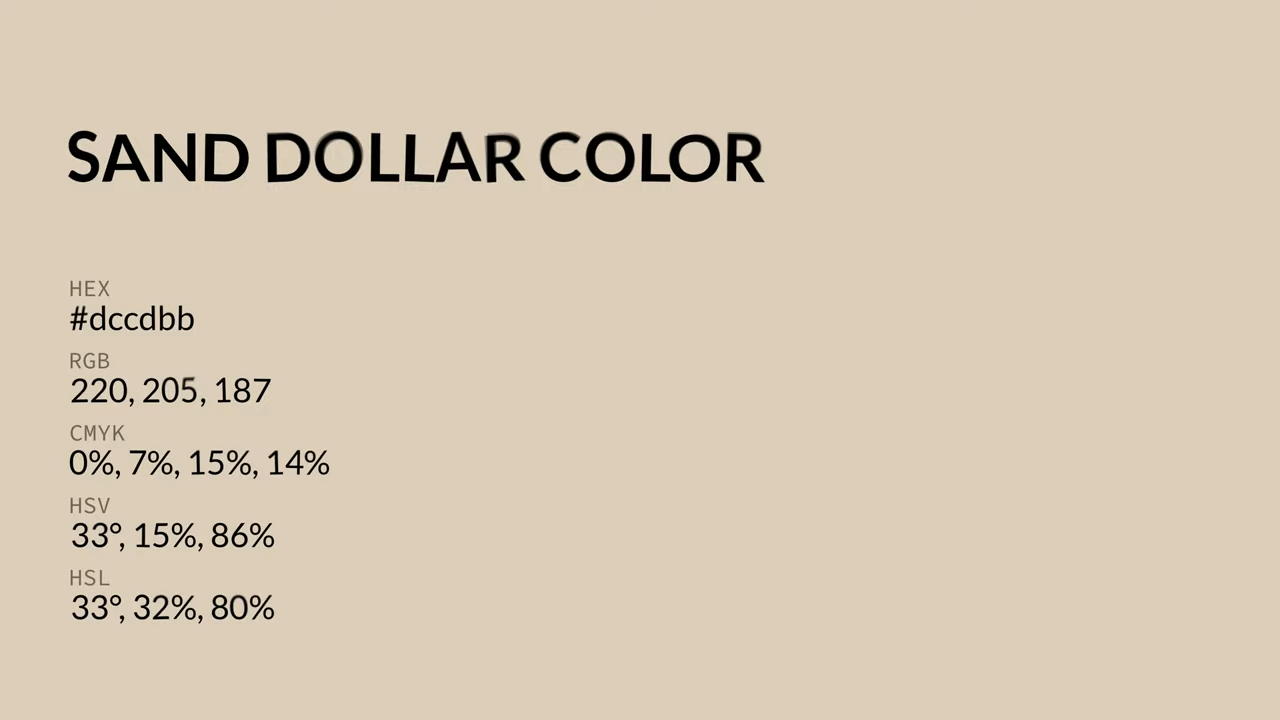 SAND DOLLAR COLOR
HEX
#dccdbb
RGB
220, 205, 187
CMYK
0%, 7%, 15%, 14%
HSV
33°, 15%, 86%
HSL
33°, 32%, 80%